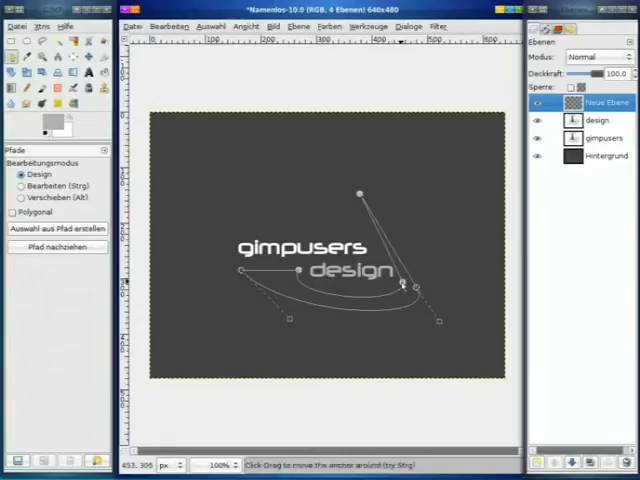 *Namenlos-10.0 (RGB, 4 Ebenen) 640x480
Datei Xtns Hilfe
Datei Bearbeiten Auswahl Ansicht Bild Ebene Farben Werkzeuge Dialoge Filter
Ebenen
Modus: Normal
Deckkraft: 100.0
Sperre:
Neue Ebene
design
gimpusers
Hintergrund
Pfade
Bearbeitungsmodus
Design
Bearbeiten (Strg)
Verschieben (Alt)
Polygonal
Auswahl aus Pfad erstellen
Pfad nachziehen
gimpusers
design
453, 306 px 100% Click-Drag to move the anchor around (try Strg)